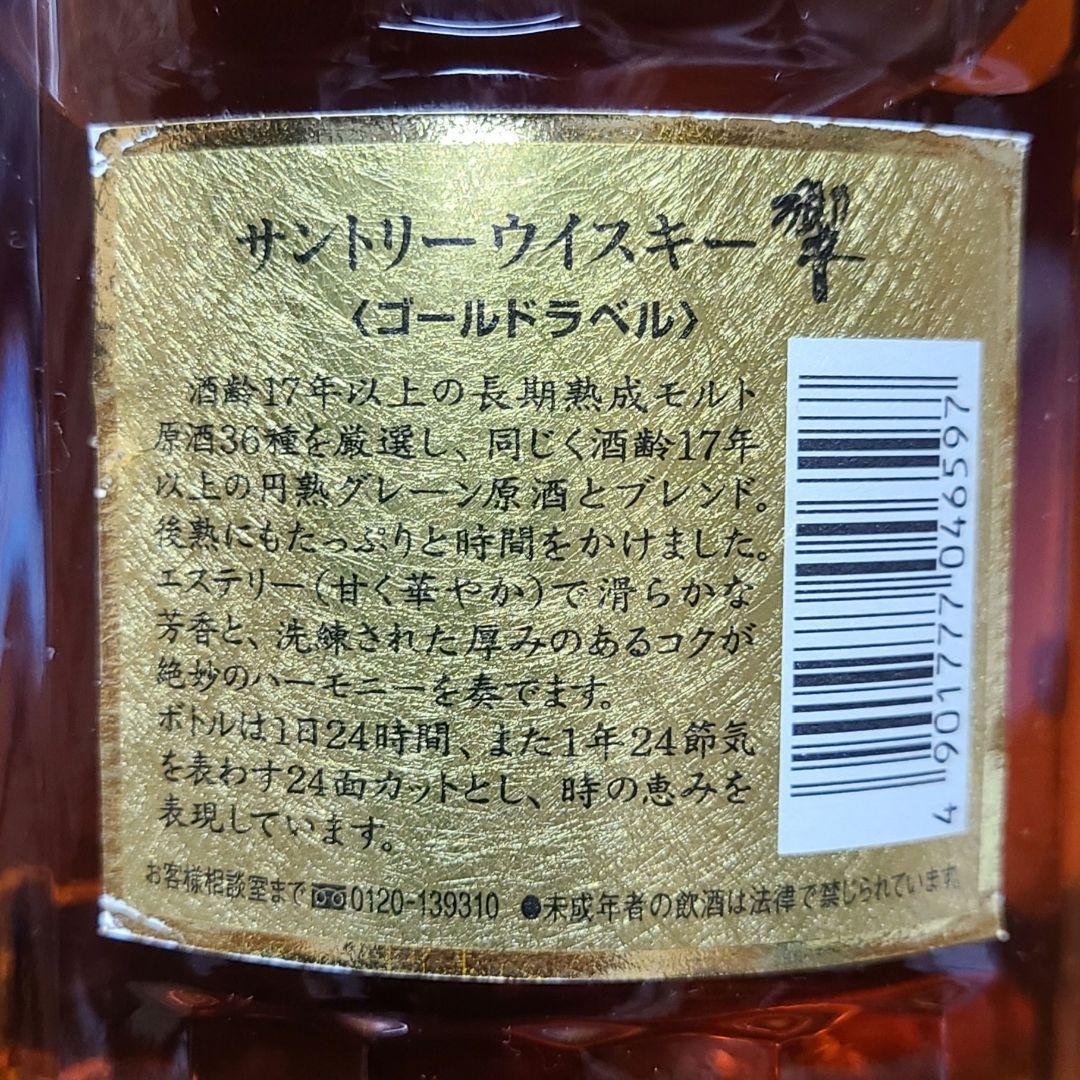 サントリーウイスキー 響
〈ゴールドラベル〉
酒齢17年以上の長期熟成モルト
原酒36種を厳選し、同じく酒齢17年
以上の円熟グレーン原酒とブレンド。
後熟にもたっぷりと時間をかけました。
エステリー(甘く華やか)で滑らかな
芳香と、洗練された厚みのあるコクが
絶妙のハーモニーを奏でます。
ボトルは1日24時間、また1年24節気
を表わす24面カットとし、時の恵みを
表現しています。
お客様相談室まで 0120-139310 ●未成年者の飲酒は法律で禁じられています。
4 901777 049597